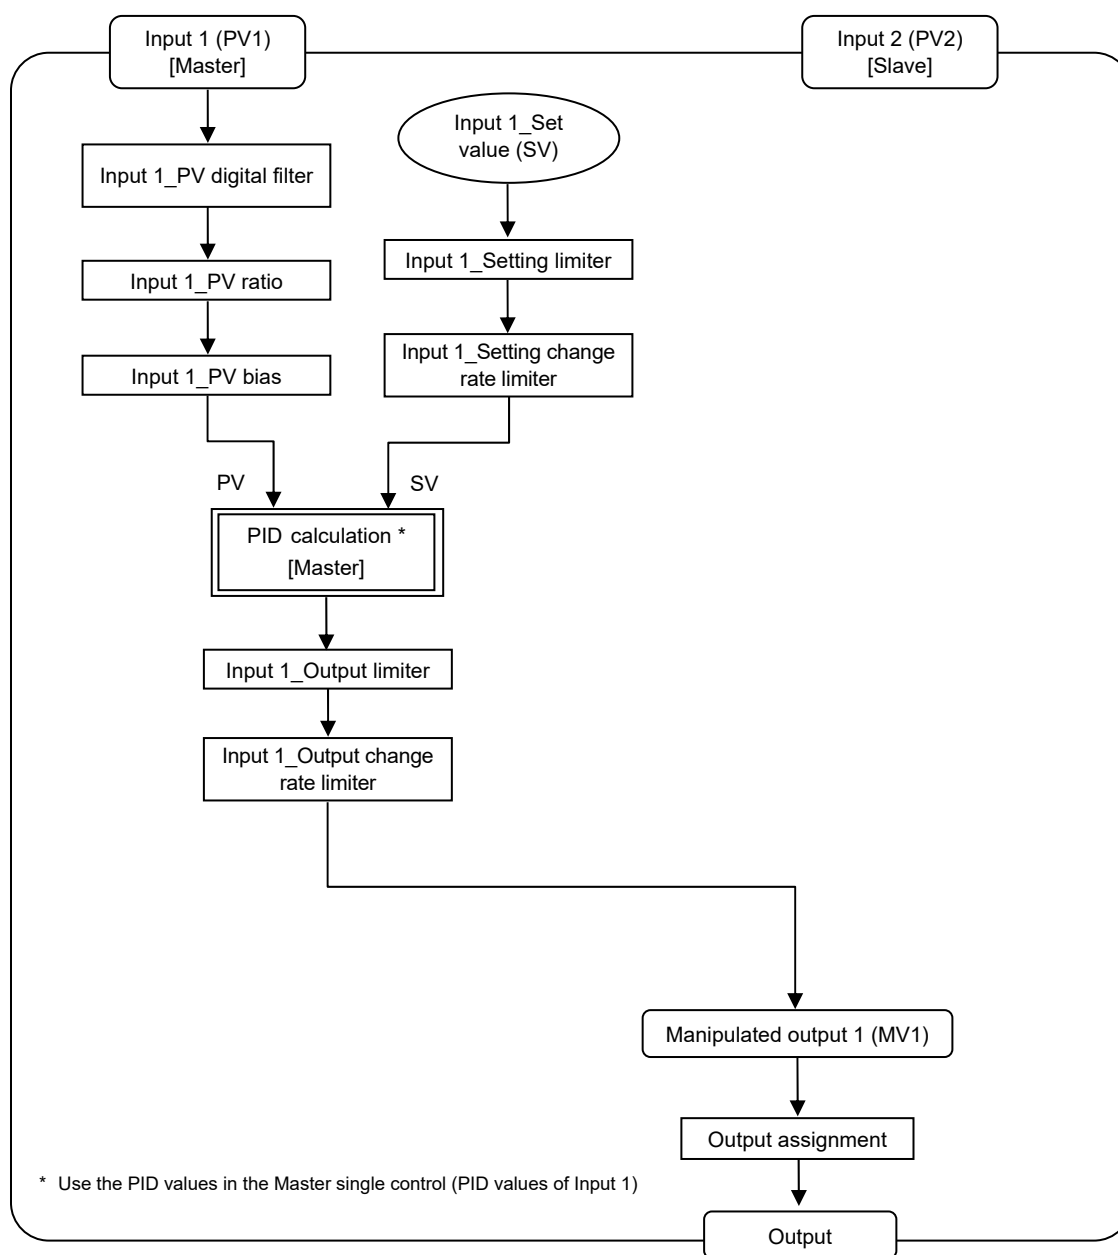 Input 1 (PV1)
[Master]
Input 2 (PV2)
[Slave]
Input 1_Set
value (SV)
Input 1_PV digital filter
Input 1_Setting limiter
Input 1_PV ratio
Input 1_Setting change
rate limiter
Input 1_PV bias
PV
SV
PID calculation *
[Master]
Input 1_Output limiter
Input 1_Output change
rate limiter
Manipulated output 1 (MV1)
Output assignment
* Use the PID values in the Master single control (PID values of Input 1)
Output